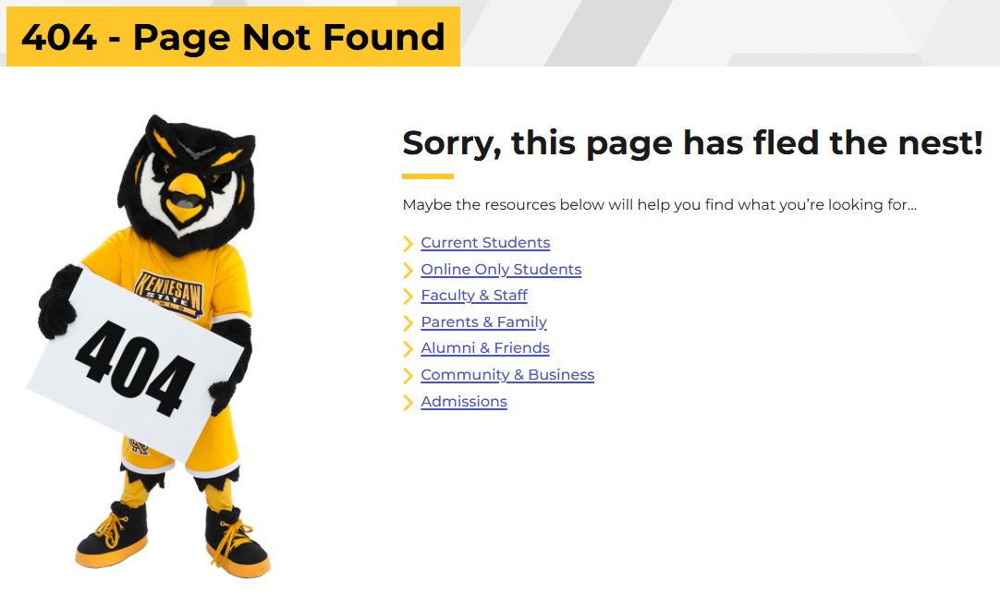 404 - Page Not Found
Sorry, this page has fled the nest!
Maybe the resources below will help you find what you’re looking for...
Current Students
Online Only Students
Faculty & Staff
Parents & Family
Alumni & Friends
Community & Business
Admissions
KENNESAW
STATE
OWLS
404